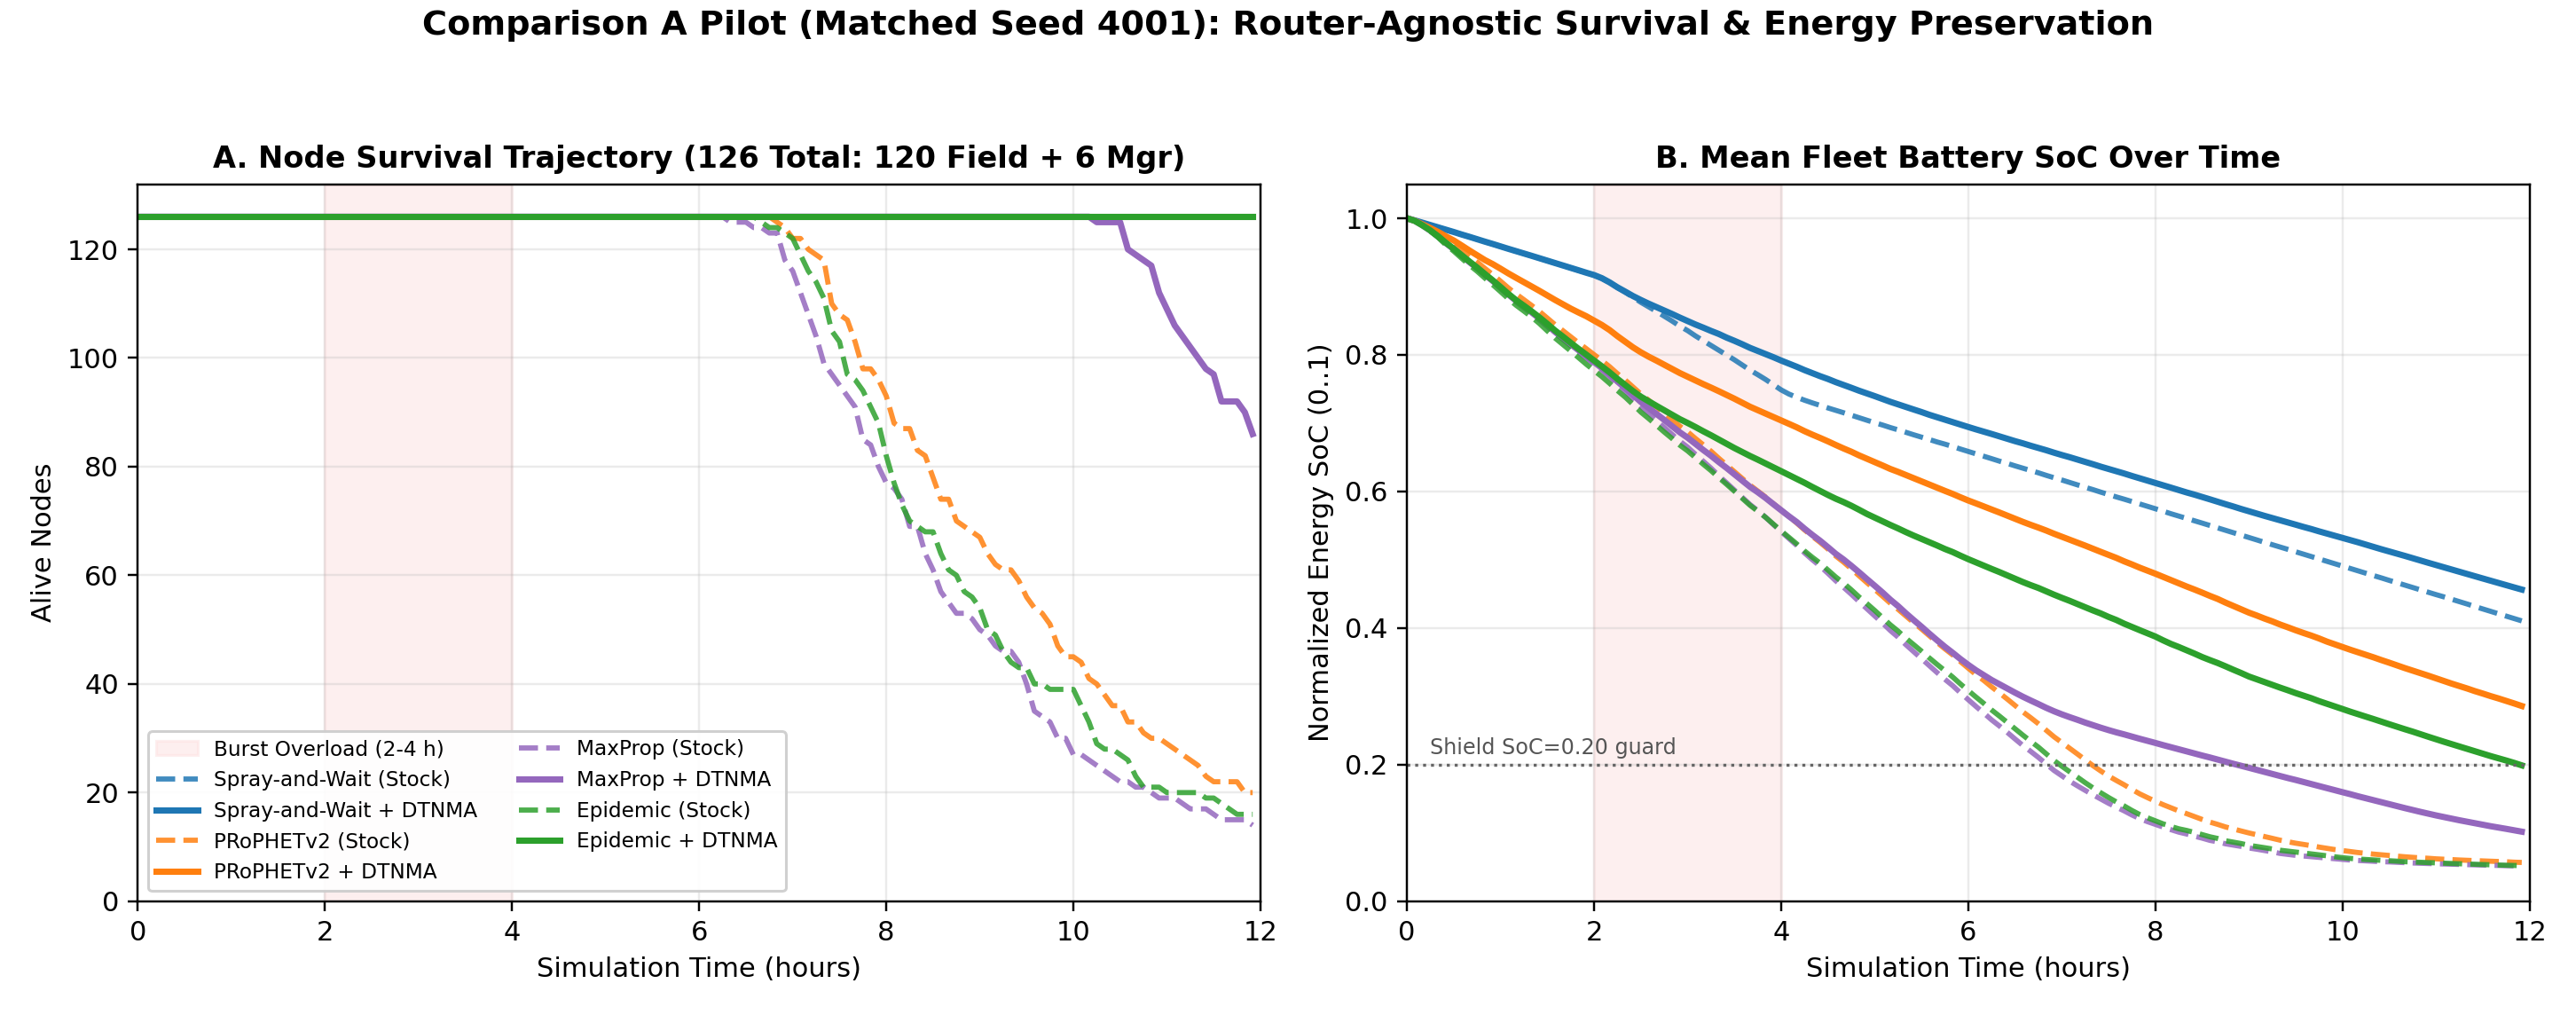 Comparison A Pilot (Matched Seed 4001): Router-Agnostic Survival & Energy Preservation
A. Node Survival Trajectory (126 Total: 120 Field + 6 Mgr)
Alive Nodes
120
100
80
60
40
20
0
Burst Overload (2-4 h)
Spray-and-Wait (Stock)
Spray-and-Wait + DTNMA
PRoPHETv2 (Stock)
PRoPHETv2 + DTNMA
MaxProp (Stock)
MaxProp + DTNMA
Epidemic (Stock)
Epidemic + DTNMA
0 2 4 6 8 10 12
Simulation Time (hours)
B. Mean Fleet Battery SoC Over Time
Normalized Energy SoC (0..1)
1.0
0.8
0.6
0.4
0.2
0.0
Shield SoC=0.20 guard
0 2 4 6 8 10 12
Simulation Time (hours)